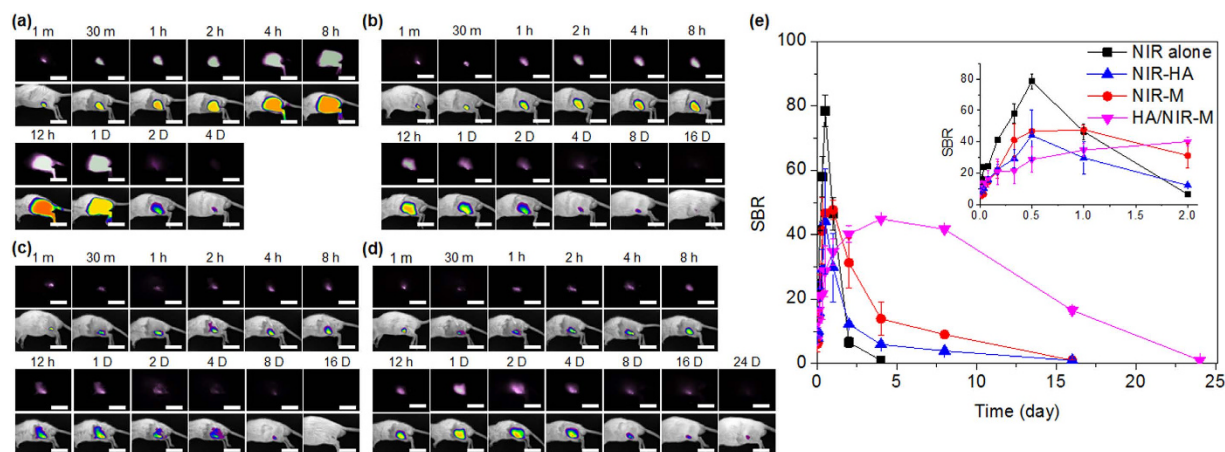 (a)
1 m 30 m 1 h 2 h 4 h 8 h
12 h 1 D 2 D 4 D
(b)
1 m 30 m 1 h 2 h 4 h 8 h
12 h 1 D 2 D 4 D 8 D 16 D
(c)
1 m 30 m 1 h 2 h 4 h 8 h
12 h 1 D 2 D 4 D 8 D 16 D
(d)
1 m 30 m 1 h 2 h 4 h 8 h
12 h 1 D 2 D 4 D 8 D 16 D 24 D
(e)
100
80
60
40
20
0
SBR
0 5 10 15 20 25
Time (day)
NIR alone
NIR-HA
NIR-M
HA/NIR-M
80
60
40
20
0
SBR
0.0 0.5 1.0 1.5 2.0